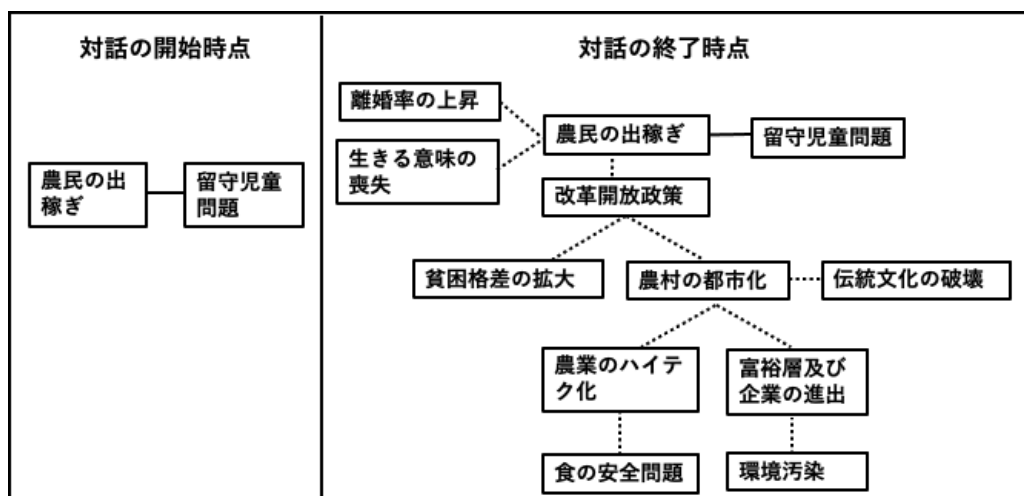 対話の開始時点
農民の出
稼ぎ
留守児童
問題
対話の終了時点
離婚率の上昇
生きる意味の
喪失
農民の出稼ぎ
留守児童問題
改革開放政策
貧困格差の拡大
農村の都市化
伝統文化の破壊
農業のハイテ
ク化
富裕層及び
企業の進出
食の安全問題
環境汚染